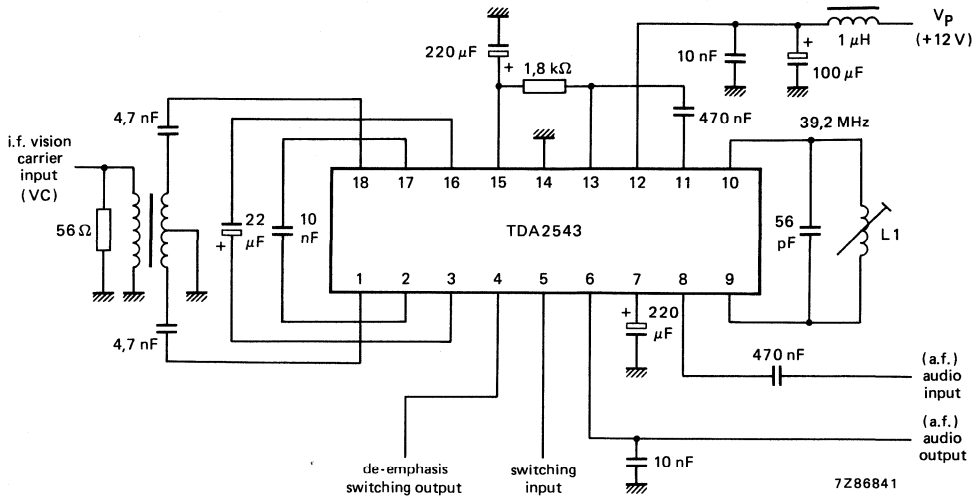 220 μF
+
1,8 kΩ
10 nF
+
100 μF
1 μH
VP
(+12 V)
4,7 nF
470 nF
39,2 MHz
i.f. vision
carrier
input
(VC)
56 Ω
22
μF
+
10
nF
18 17 16 15 14 13 12 11 10
TDA2543
1 2 3 4 5 6 7 8 9
56
pF
L1
4,7 nF
+
220
μF
470 nF
(a.f.)
audio
input
(a.f.)
audio
output
10 nF
de-emphasis
switching output
switching
input
7Z86841